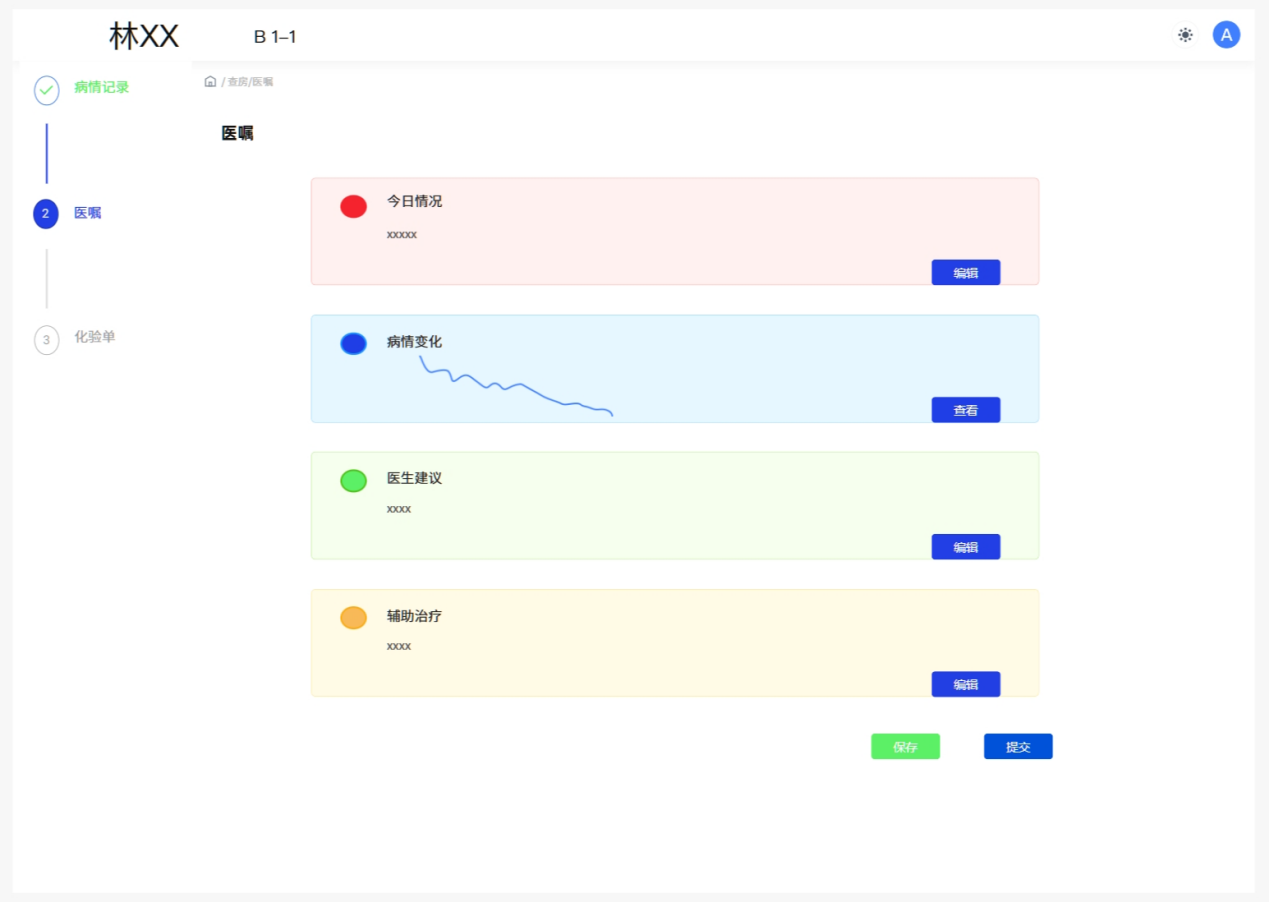 林XX
B 1–1
A
病情记录
/ 查房/医嘱
医嘱
2
医嘱
3
化验单
今日情况
xxxxx
编辑
病情变化
查看
医生建议
xxxx
编辑
辅助治疗
xxxx
编辑
保存
提交